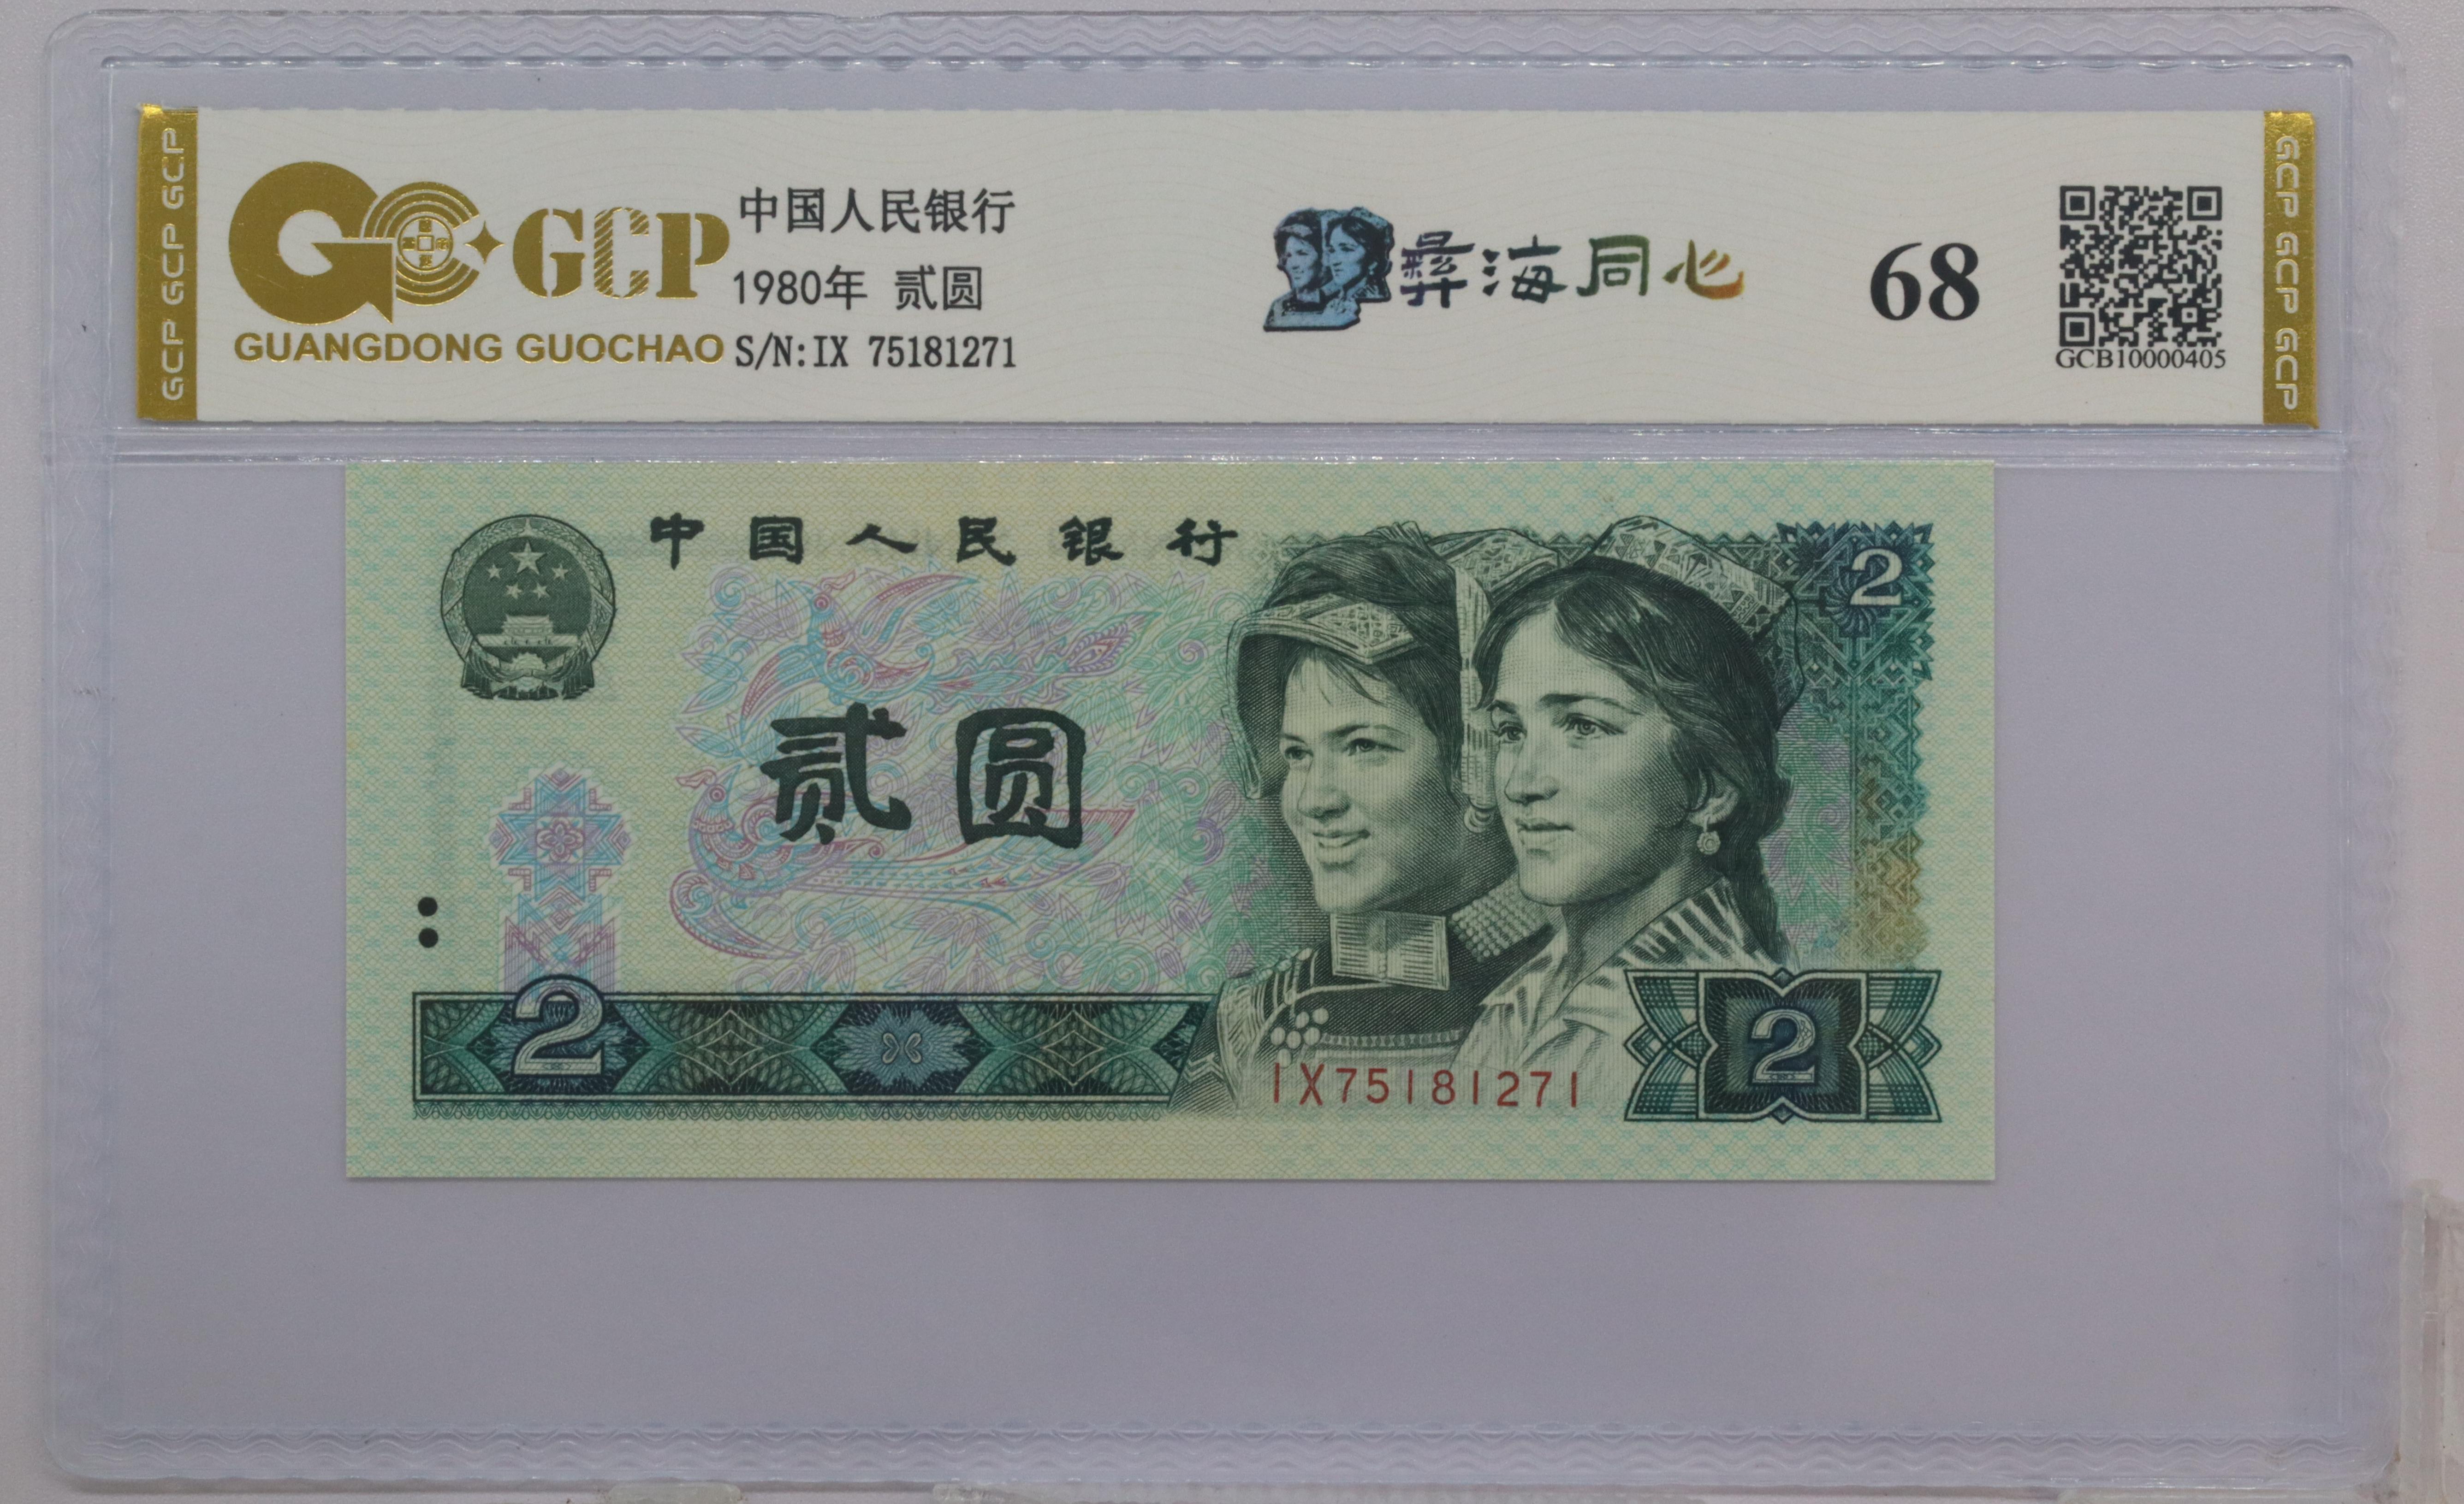 GCP GCP GCP
GCP
GUANGDONG GUOCHAO
中国人民银行
1980年 贰圆
S/N:IX 75181271
彝海同心
68
GCB10000405
GCP GCP GCP
中国人民银行
2
贰圆
2
IX75181271
2